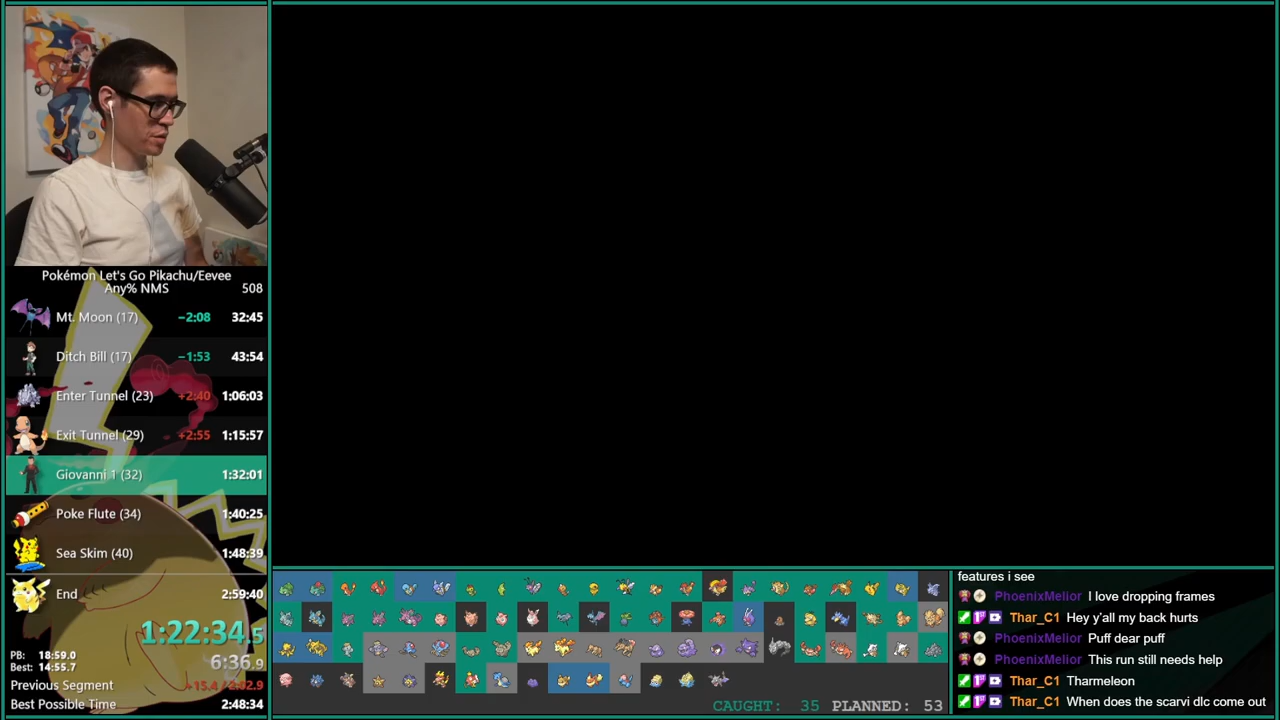 Pokémon Let's Go Pikachu/Eevee
Any% NMS 508
Mt. Moon (17) −2:08 32:45
Ditch Bill (17) −1:53 43:54
Enter Tunnel (23) +2:40 1:06:03
Exit Tunnel (29) +2:55 1:15:57
Giovanni 1 (32) 1:32:01
Poke Flute (34) 1:40:25
Sea Skim (40) 1:48:39
End 2:59:40
1:22:34.5
PB: 18:59.0
Best: 14:55.7
6:36.9
Previous Segment
Best Possible Time 2:48:34
CAUGHT: 35 PLANNED: 53
features i see
PhoenixMelior I love dropping frames
Thar_C1 Hey y'all my back hurts
PhoenixMelior Puff dear puff
PhoenixMelior This run still needs help
Thar_C1 Tharmeleon
Thar_C1 When does the scarvi dlc come out